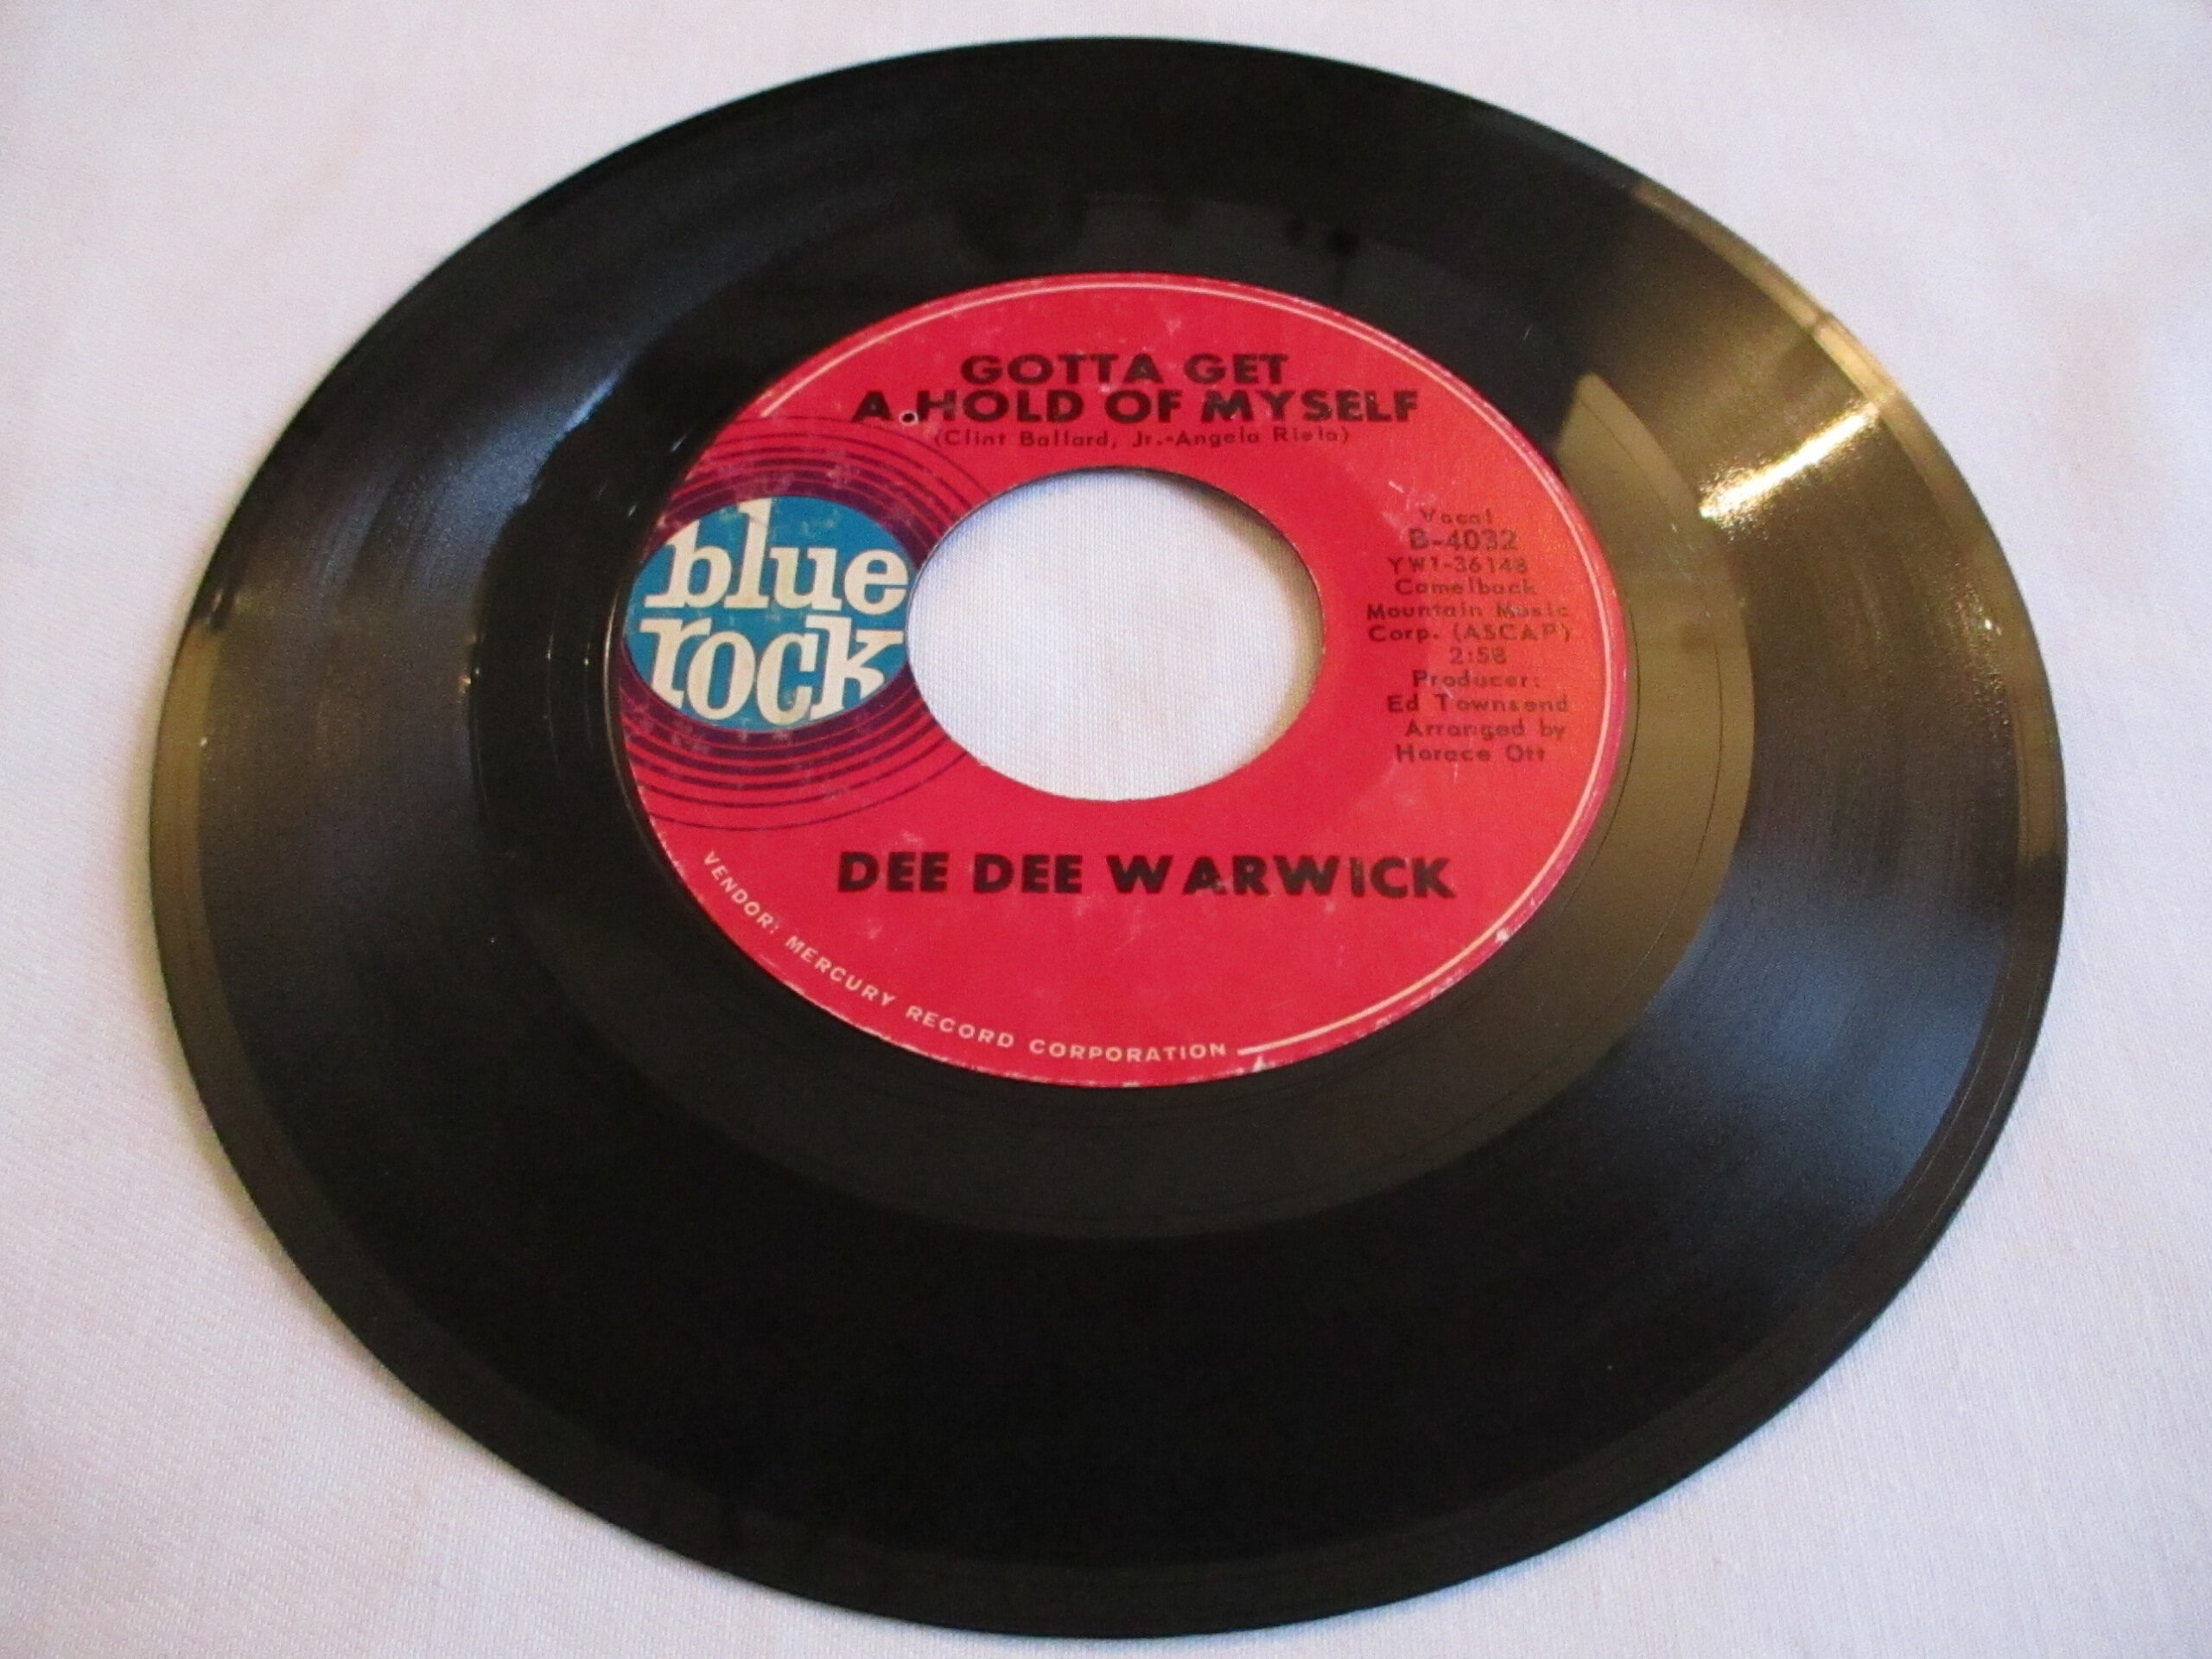 GOTTA GET
A HOLD OF MYSELF
(Clint Ballard, Jr.-Angela Riela)
blue
rock
Vocal
B-4032
YW1-36148
Camelback
Mountain Music
Corp. (ASCAP)
2:58
Producer:
Ed Townsend
Arranged by
Horace Ott
DEE DEE WARWICK
VENDOR: MERCURY RECORD CORPORATION